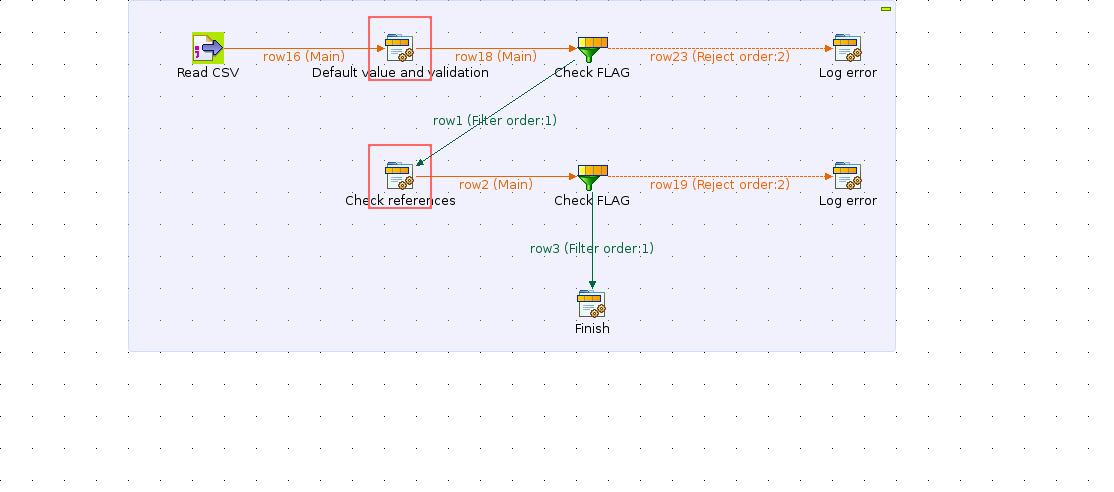 row16 (Main)
row18 (Main)
row23 (Reject order:2)
Read CSV
Default value and validation
Check FLAG
Log error
row1 (Filter order:1)
row2 (Main)
row19 (Reject order:2)
Check references
Check FLAG
Log error
row3 (Filter order:1)
Finish